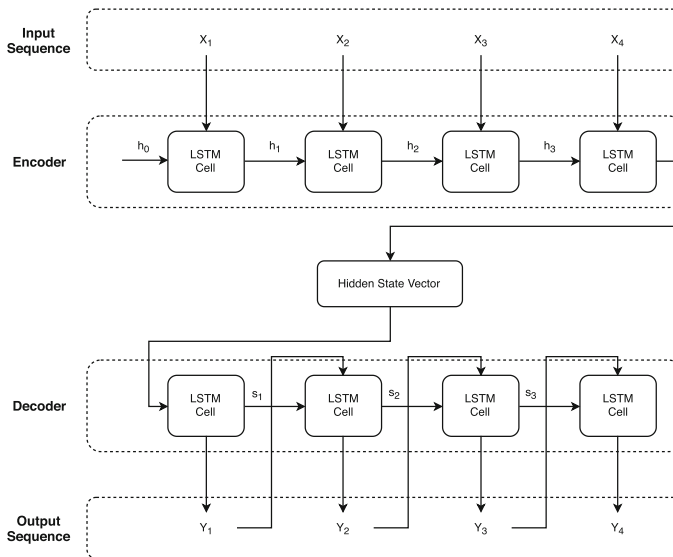 Input
Sequence
X1
X2
X3
X4
Encoder
h0
LSTM
Cell
h1
LSTM
Cell
h2
LSTM
Cell
h3
LSTM
Cell
Hidden State Vector
Decoder
LSTM
Cell
s1
LSTM
Cell
s2
LSTM
Cell
s3
LSTM
Cell
Output
Sequence
Y1
Y2
Y3
Y4